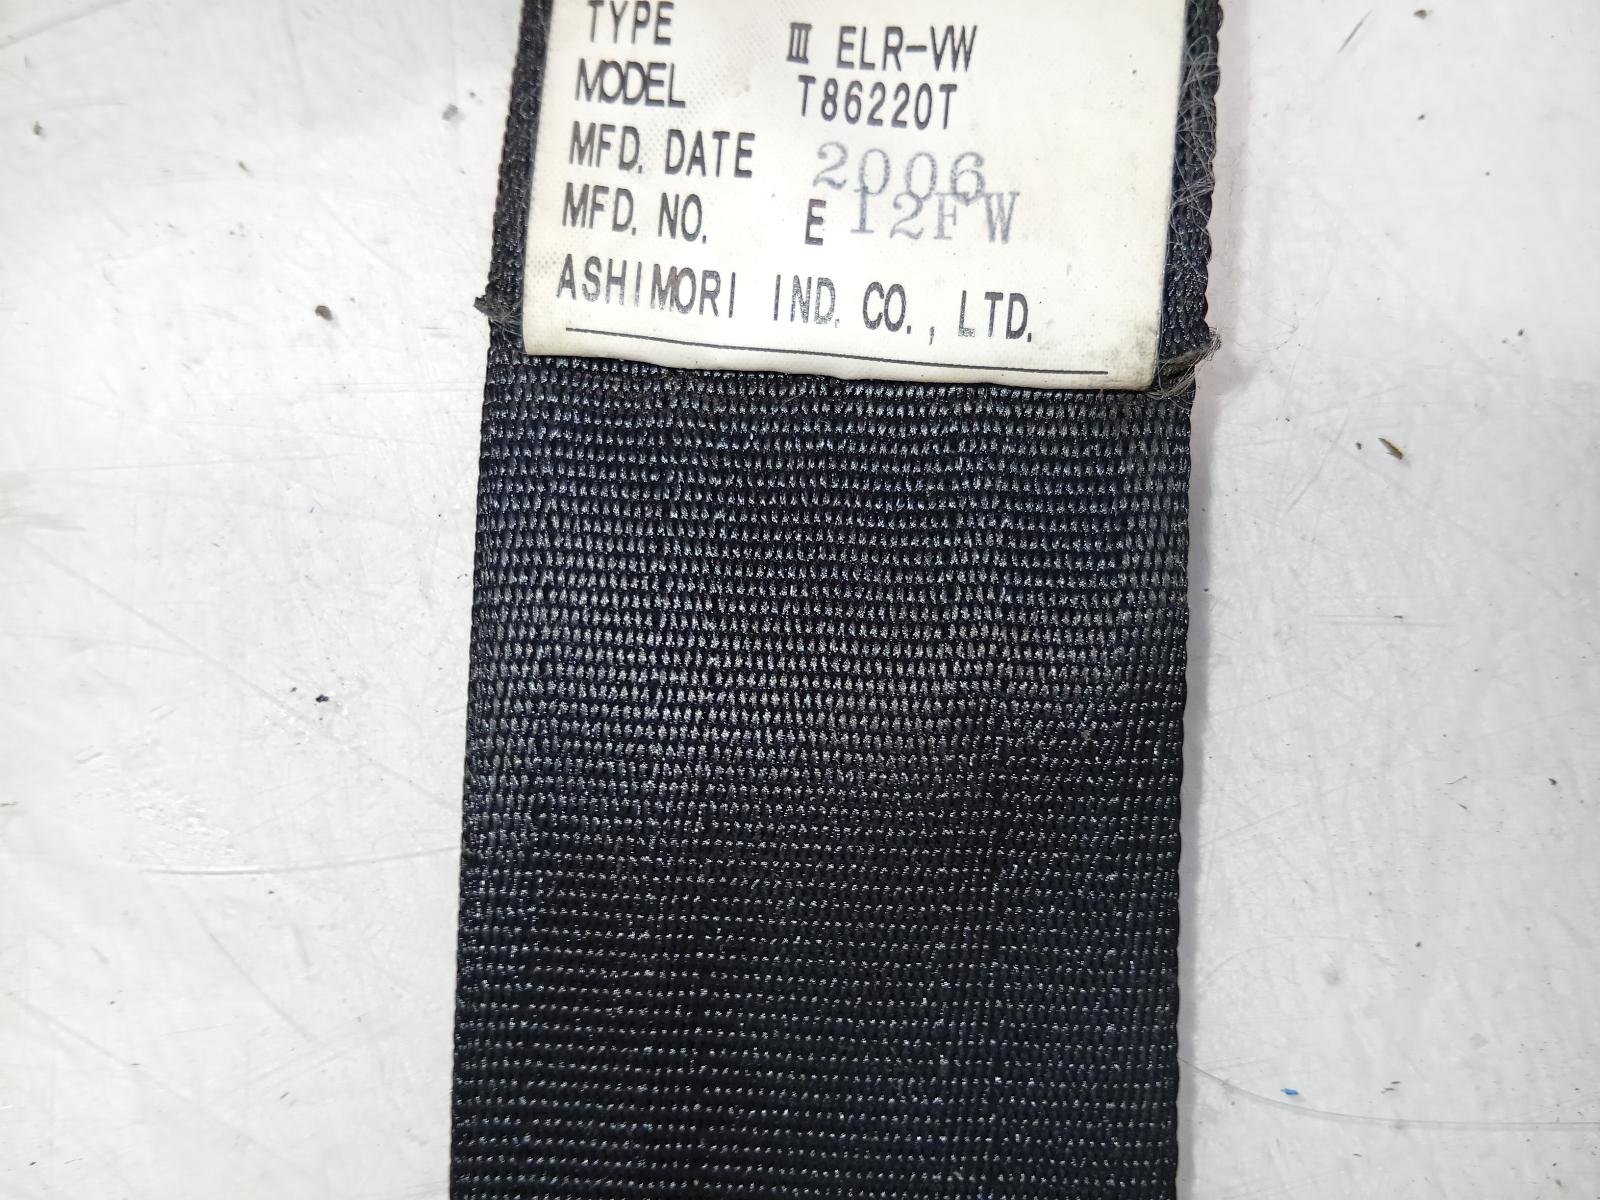 TYPE Ⅲ ELR-VW
MODEL T86220T
MFD. DATE 2006
MFD. NO. E 12FW
ASHIMORI IND. CO., LTD.